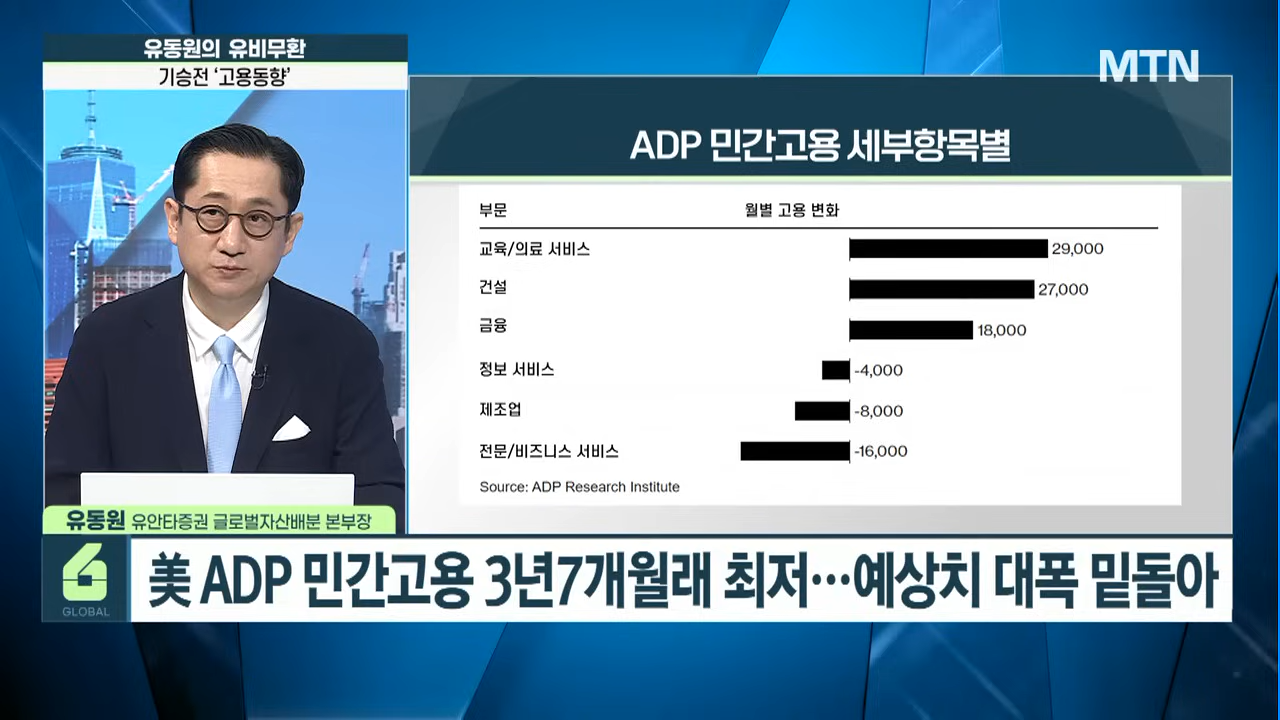 유동원의 유비무환
기승전 ‘고용동향’
MTN
ADP 민간고용 세부항목별
부문 월별 고용 변화
교육/의료 서비스 29,000
건설 27,000
금융 18,000
정보 서비스 -4,000
제조업 -8,000
전문/비즈니스 서비스 -16,000
Source: ADP Research Institute
유동원 유안타증권 글로벌자산배분 본부장
6 GLOBAL
美 ADP 민간고용 3년7개월래 최저…예상치 대폭 밑돌아